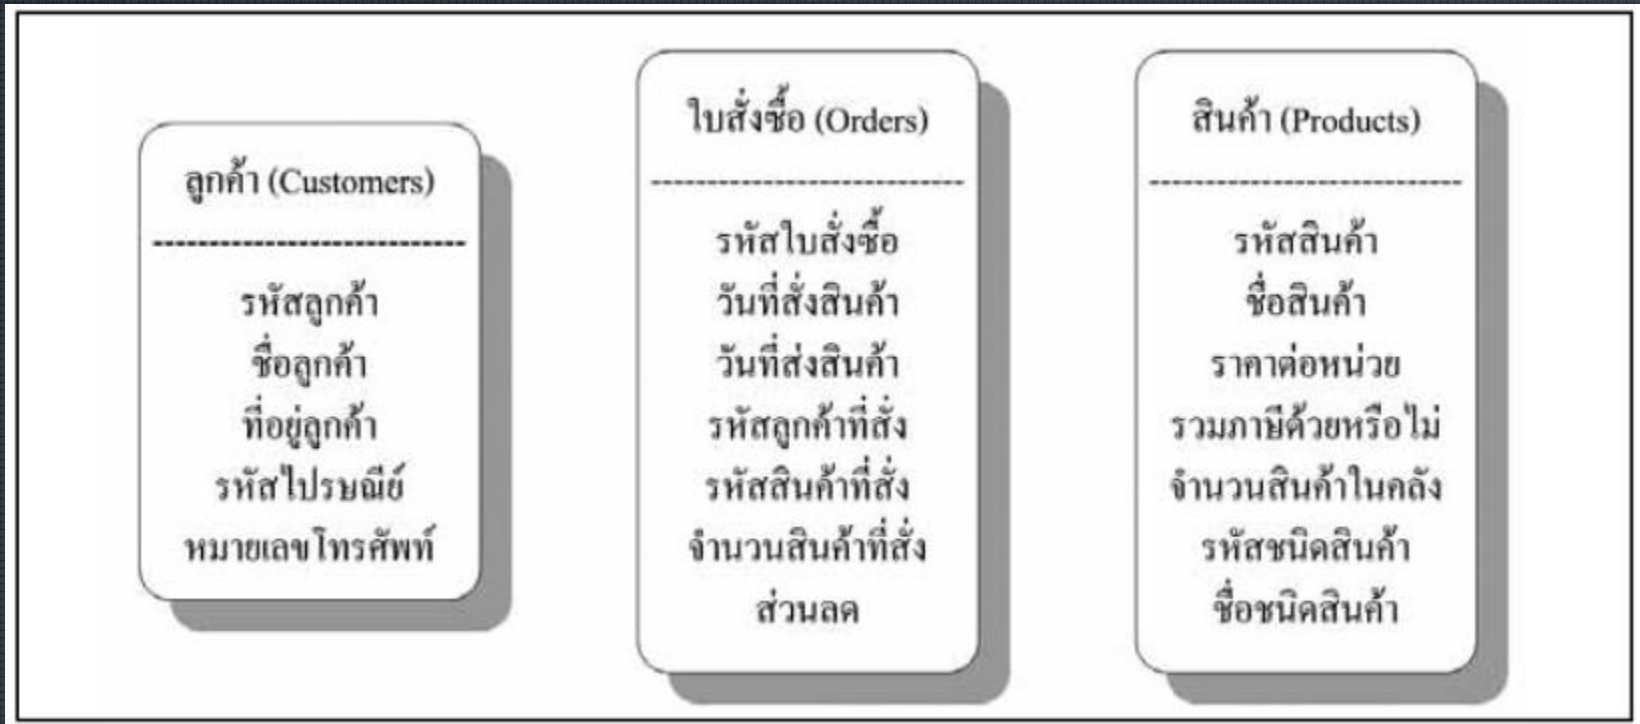 ลูกค้า (Customers)
---------------------------
รหัสลูกค้า
ชื่อลูกค้า
ที่อยู่ลูกค้า
รหัสไปรษณีย์
หมายเลขโทรศัพท์
ใบสั่งซื้อ (Orders)
---------------------------
รหัสใบสั่งซื้อ
วันที่สั่งสินค้า
วันที่ส่งสินค้า
รหัสลูกค้าที่สั่ง
รหัสสินค้าที่สั่ง
จำนวนสินค้าที่สั่ง
ส่วนลด
สินค้า (Products)
---------------------------
รหัสสินค้า
ชื่อสินค้า
ราคาต่อหน่วย
รวมภาษีด้วยหรือไม่
จำนวนสินค้าในคลัง
รหัสชนิดสินค้า
ชื่อชนิดสินค้า